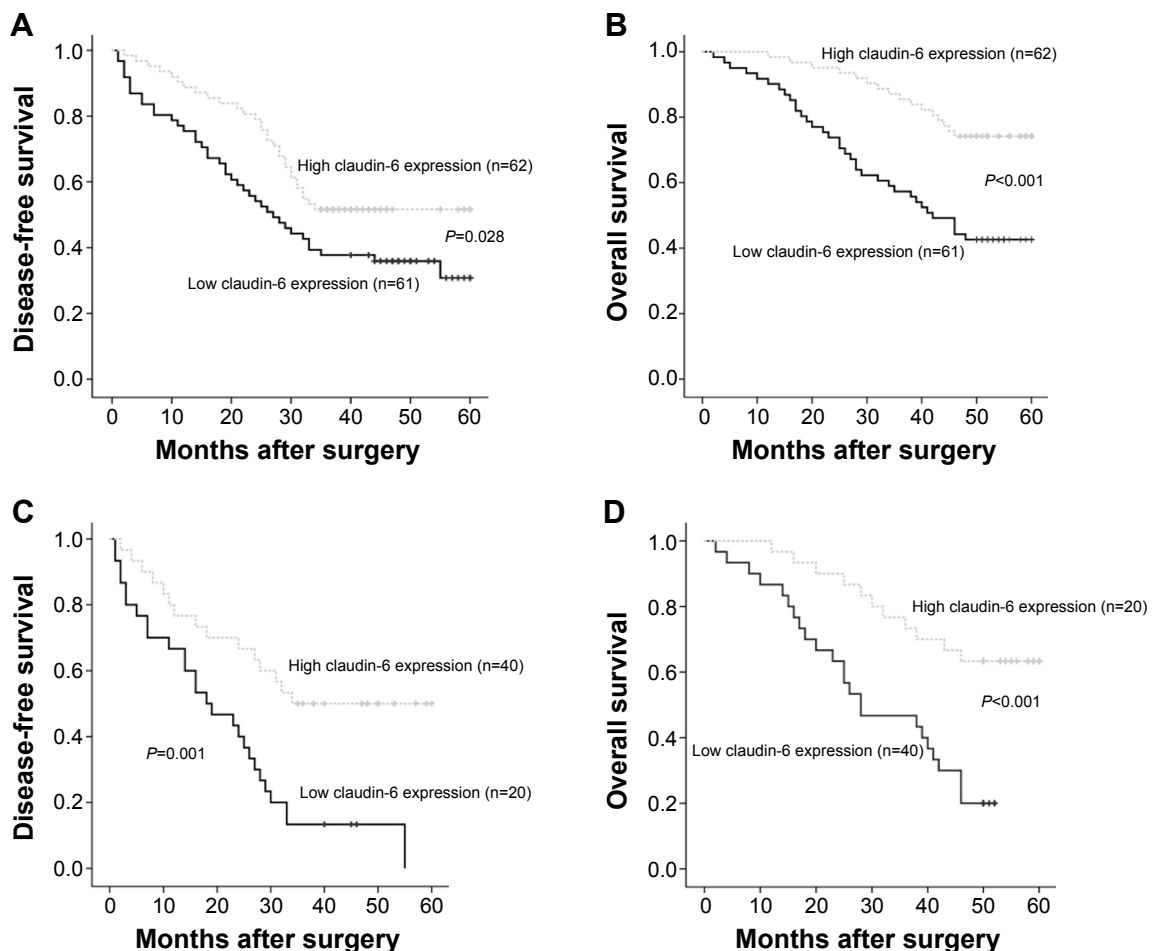 A
Disease-free survival
1.0
0.8
0.6
0.4
0.2
0.0
High claudin-6 expression (n=62)
P=0.028
Low claudin-6 expression (n=61)
0 10 20 30 40 50 60
Months after surgery
B
Overall survival
1.0
0.8
0.6
0.4
0.2
0.0
High claudin-6 expression (n=62)
P<0.001
Low claudin-6 expression (n=61)
0 10 20 30 40 50 60
Months after surgery
C
Disease-free survival
1.0
0.8
0.6
0.4
0.2
0.0
High claudin-6 expression (n=40)
P=0.001
Low claudin-6 expression (n=20)
0 10 20 30 40 50 60
Months after surgery
D
Overall survival
1.0
0.8
0.6
0.4
0.2
0.0
High claudin-6 expression (n=20)
P<0.001
Low claudin-6 expression (n=40)
0 10 20 30 40 50 60
Months after surgery